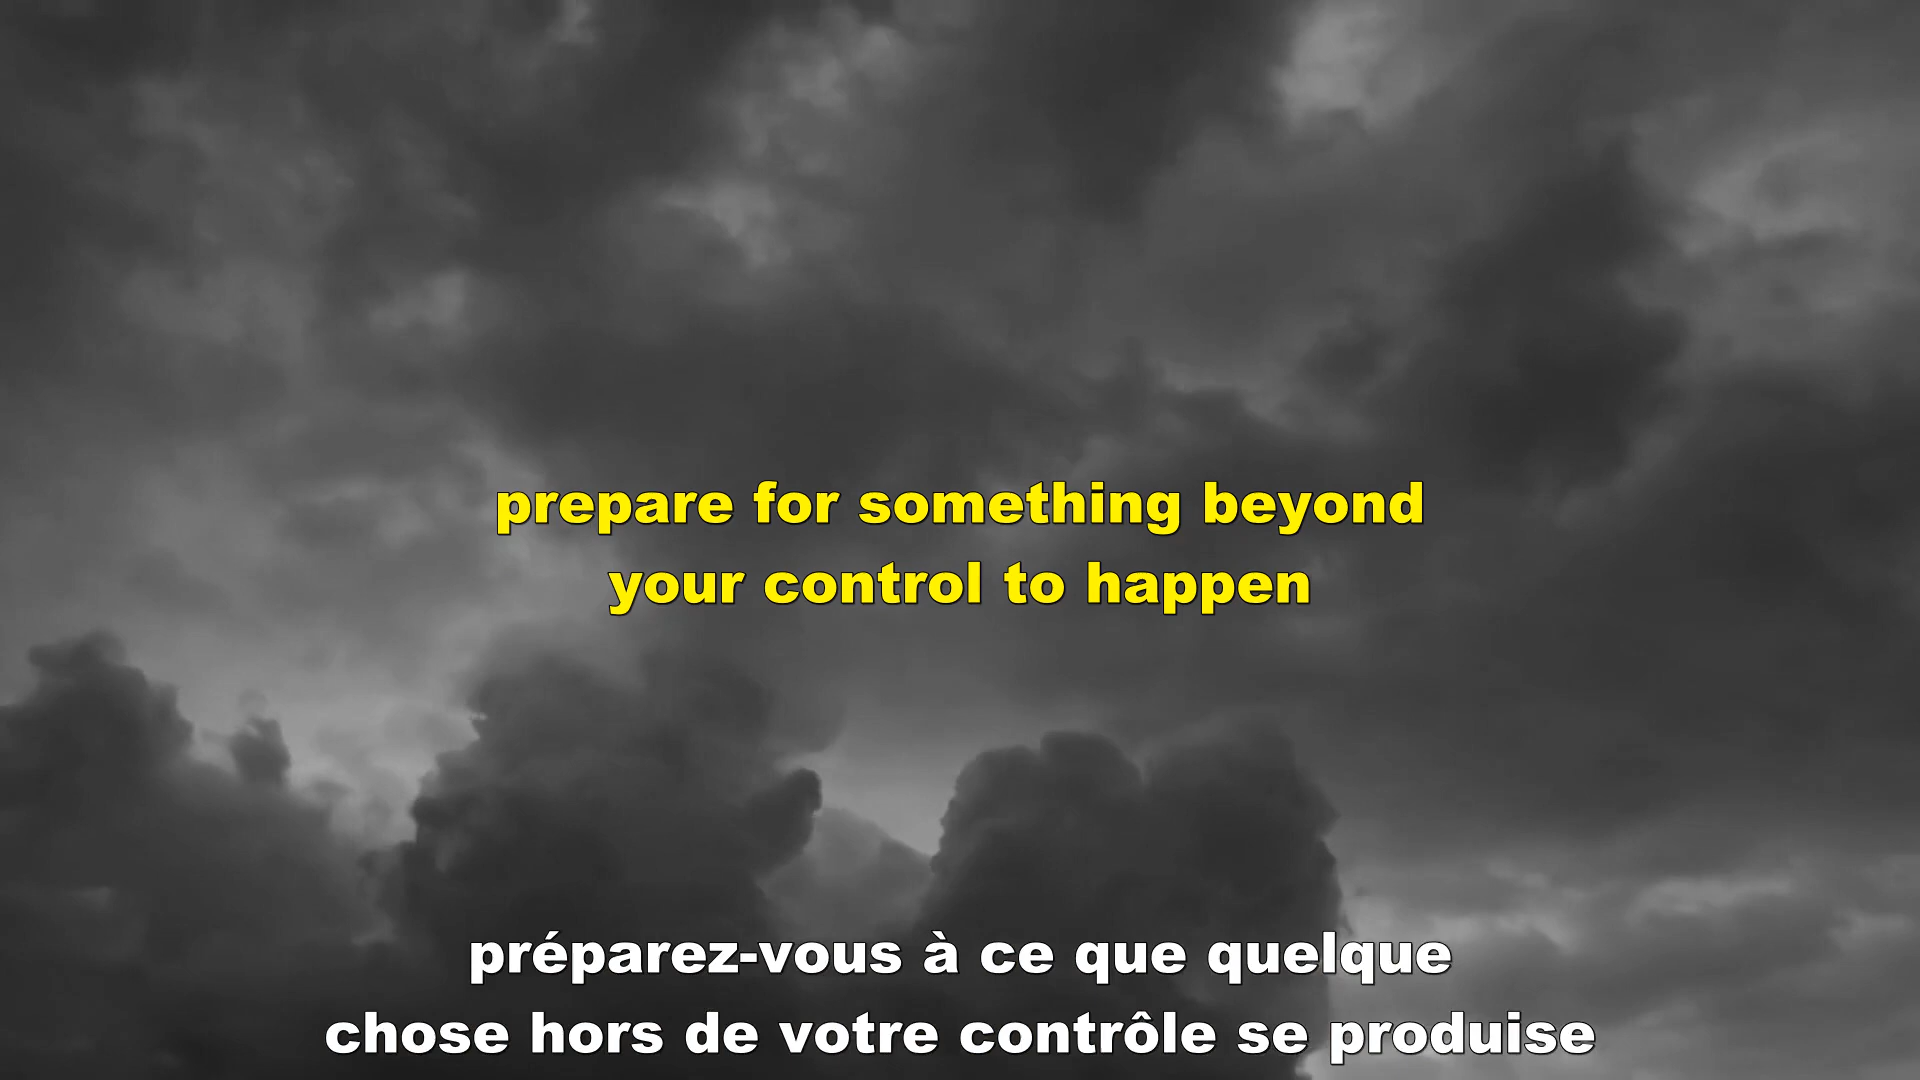 prepare for something beyond
your control to happen
préparez-vous à ce que quelque
chose hors de votre contrôle se produise